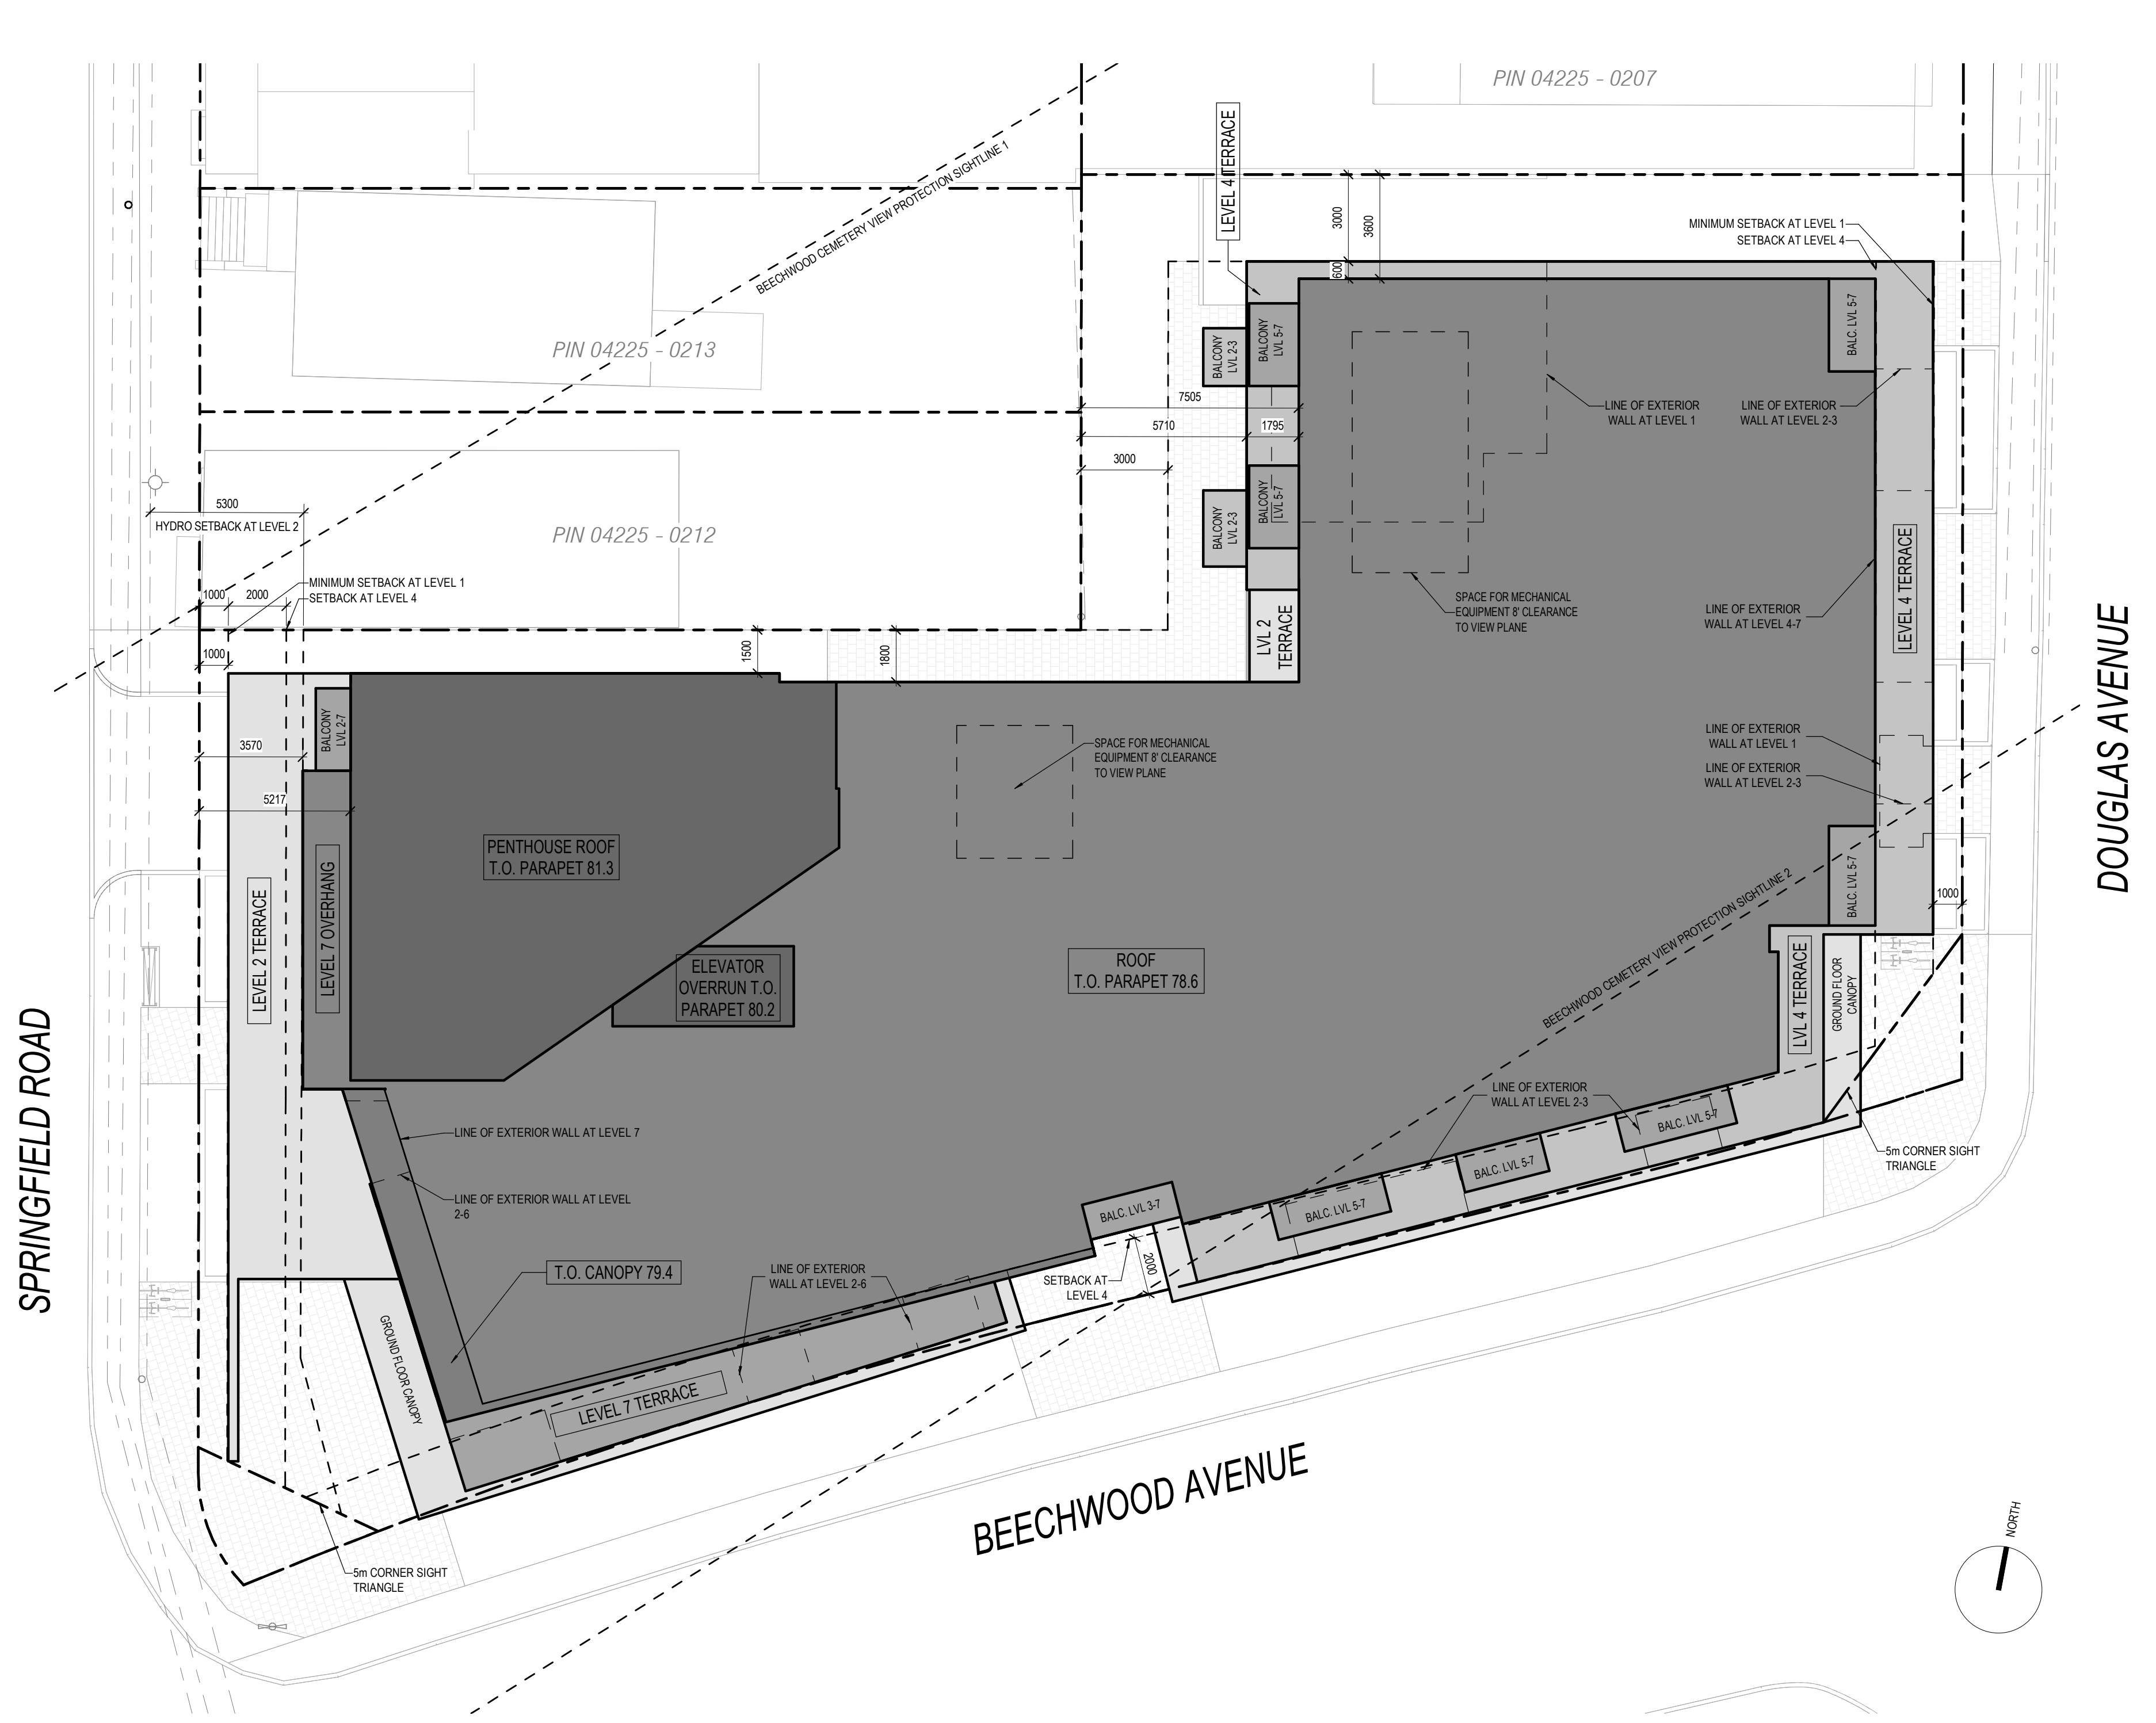 PIN 04225 - 0207
LEVEL 4 TERRACE
BEECHWOOD CEMETERY VIEW PROTECTION SIGHTLINE 1
3000
3600
600
MINIMUM SETBACK AT LEVEL 1
SETBACK AT LEVEL 4
BALCONY
LVL 2-3
BALCONY
LVL 5-7
BALC. LVL 5-7
PIN 04225 - 0213
7505
5710
1795
3000
LINE OF EXTERIOR
WALL AT LEVEL 1
LINE OF EXTERIOR
WALL AT LEVEL 2-3
5300
HYDRO SETBACK AT LEVEL 2
PIN 04225 - 0212
BALCONY
LVL 2-3
BALCONY
LVL 5-7
MINIMUM SETBACK AT LEVEL 1
SETBACK AT LEVEL 4
1000
2000
1000
1500
1800
LVL 2
TERRACE
SPACE FOR MECHANICAL
EQUIPMENT 8' CLEARANCE
TO VIEW PLANE
LINE OF EXTERIOR
WALL AT LEVEL 4-7
LEVEL 4 TERRACE
DOUGLAS AVENUE
BALCONY
LVL 2-7
3570
5217
SPACE FOR MECHANICAL
EQUIPMENT 8' CLEARANCE
TO VIEW PLANE
LINE OF EXTERIOR
WALL AT LEVEL 1
LINE OF EXTERIOR
WALL AT LEVEL 2-3
PENTHOUSE ROOF
T.O. PARAPET 81.3
LEVEL 2 TERRACE
LEVEL 7 OVERHANG
BALC. LVL 5-7
1000
BEECHWOOD CEMETERY VIEW PROTECTION SIGHTLINE 2
ELEVATOR
OVERRUN T.O.
PARAPET 80.2
ROOF
T.O. PARAPET 78.6
LVL 4 TERRACE
GROUND FLOOR
CANOPY
SPRINGFIELD ROAD
LINE OF EXTERIOR
WALL AT LEVEL 2-3
BALC. LVL 5-7
LINE OF EXTERIOR WALL AT LEVEL 7
5m CORNER SIGHT
TRIANGLE
BALC. LVL 5-7
LINE OF EXTERIOR WALL AT LEVEL
2-6
BALC. LVL 3-7
BALC. LVL 5-7
T.O. CANOPY 79.4
LINE OF EXTERIOR
WALL AT LEVEL 2-6
SETBACK AT
LEVEL 4
2000
GROUND FLOOR CANOPY
LEVEL 7 TERRACE
BEECHWOOD AVENUE
5m CORNER SIGHT
TRIANGLE
NORTH